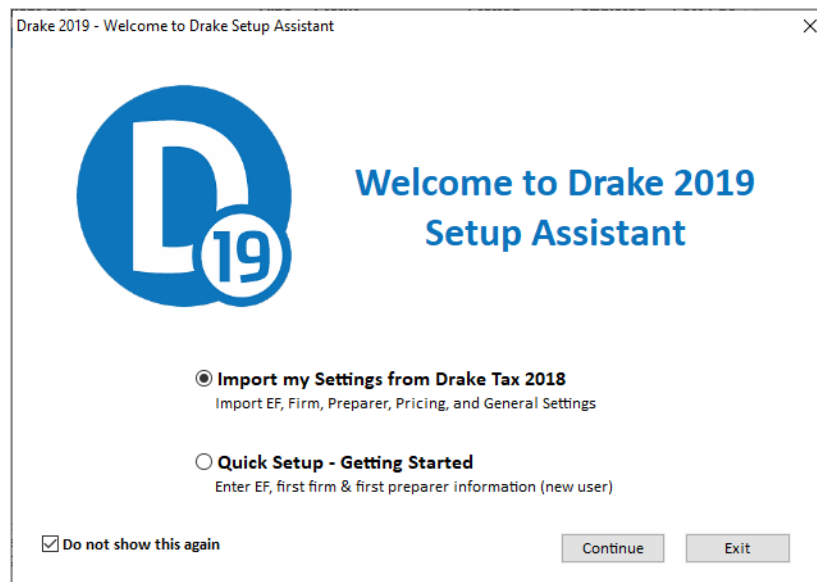 Drake 2019 - Welcome to Drake Setup Assistant
D
19
Welcome to Drake 2019
Setup Assistant
Import my Settings from Drake Tax 2018
Import EF, Firm, Preparer, Pricing, and General Settings
Quick Setup - Getting Started
Enter EF, first firm & first preparer information (new user)
Do not show this again
Continue
Exit